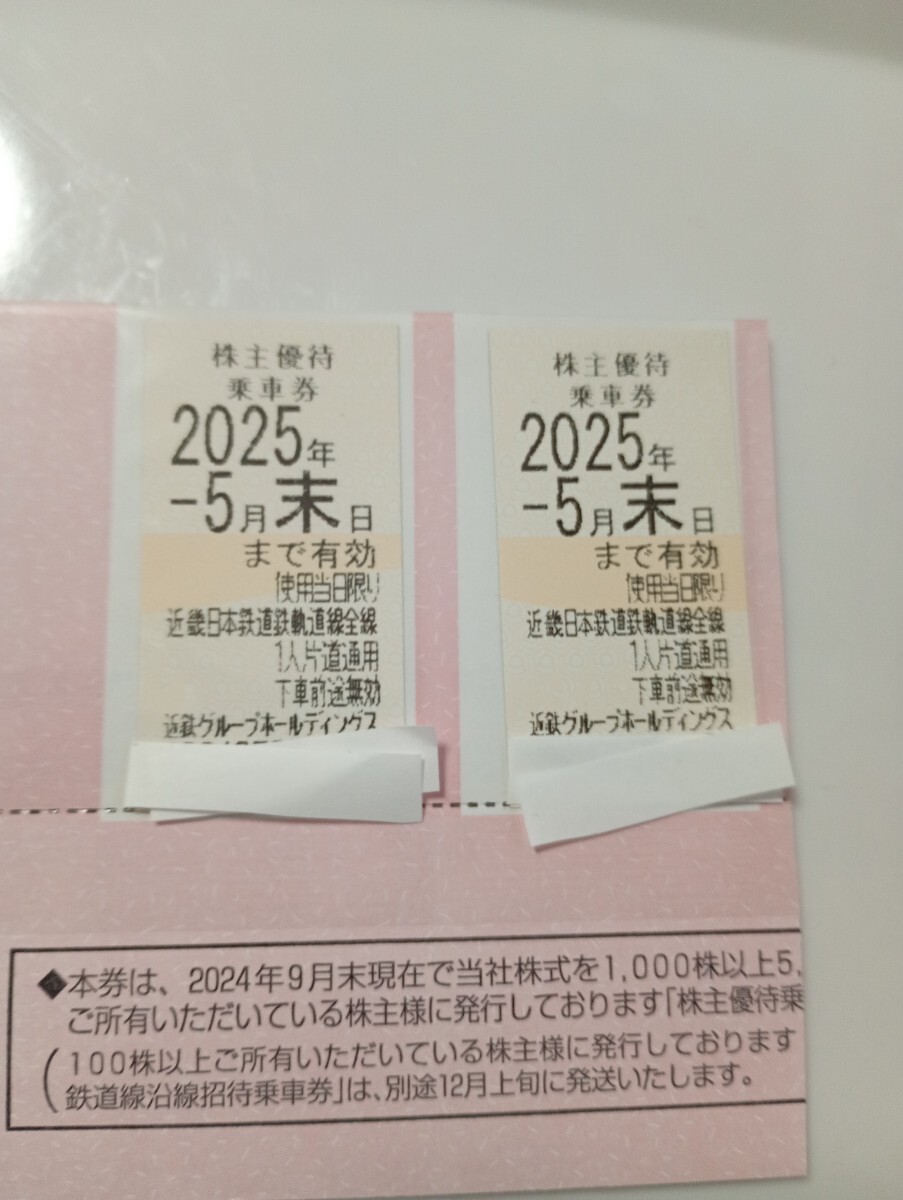 株主優待
乗車券
2025年
-5月末日
まで有効
使用当日限り
近畿日本鉄道鉄軌道線全線
1人片道通用
下車前途無効
近鉄グループホールディングス
株主優待
乗車券
2025年
-5月末日
まで有効
使用当日限り
近畿日本鉄道鉄軌道線全線
1人片道通用
下車前途無効
近鉄グループホールディングス
◆本券は、2024年9月末現在で当社株式を1,000株以上5,
ご所有いただいている株主様に発行しております「株主優待乗
(100株以上ご所有いただいている株主様に発行しております
鉄道線沿線招待乗車券」は、別途12月上旬に発送いたします。